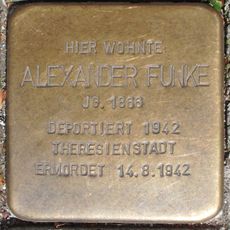 HIER WOHNTE
ALEXANDER FUNKE
JG. 1868
DEPORTIERT 1942
THERESIENSTADT
ERMORDET 14.8.1942